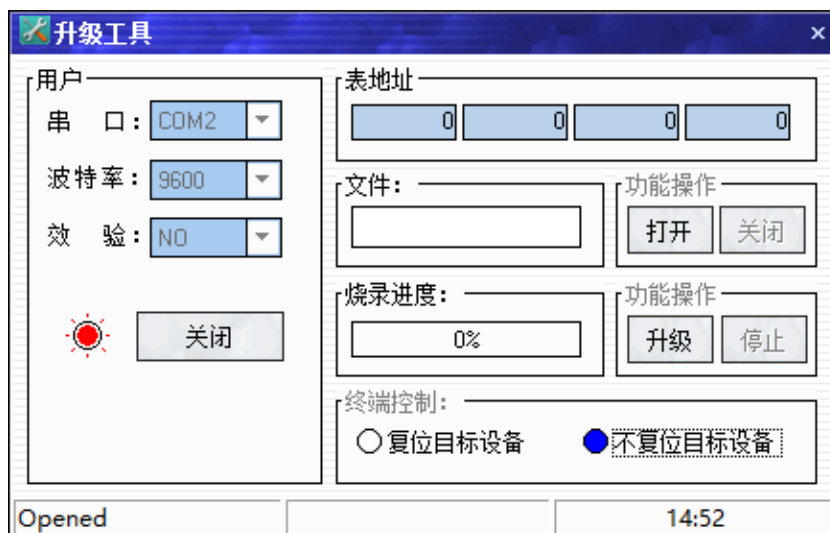 升级工具
用户
串 口: COM2
波特率: 9600
效 验: NO
关闭
表地址
0 0 0 0
文件:
功能操作
打开 关闭
烧录进度:
0%
功能操作
升级 停止
终端控制:
复位目标设备 不复位目标设备
Opened 14:52